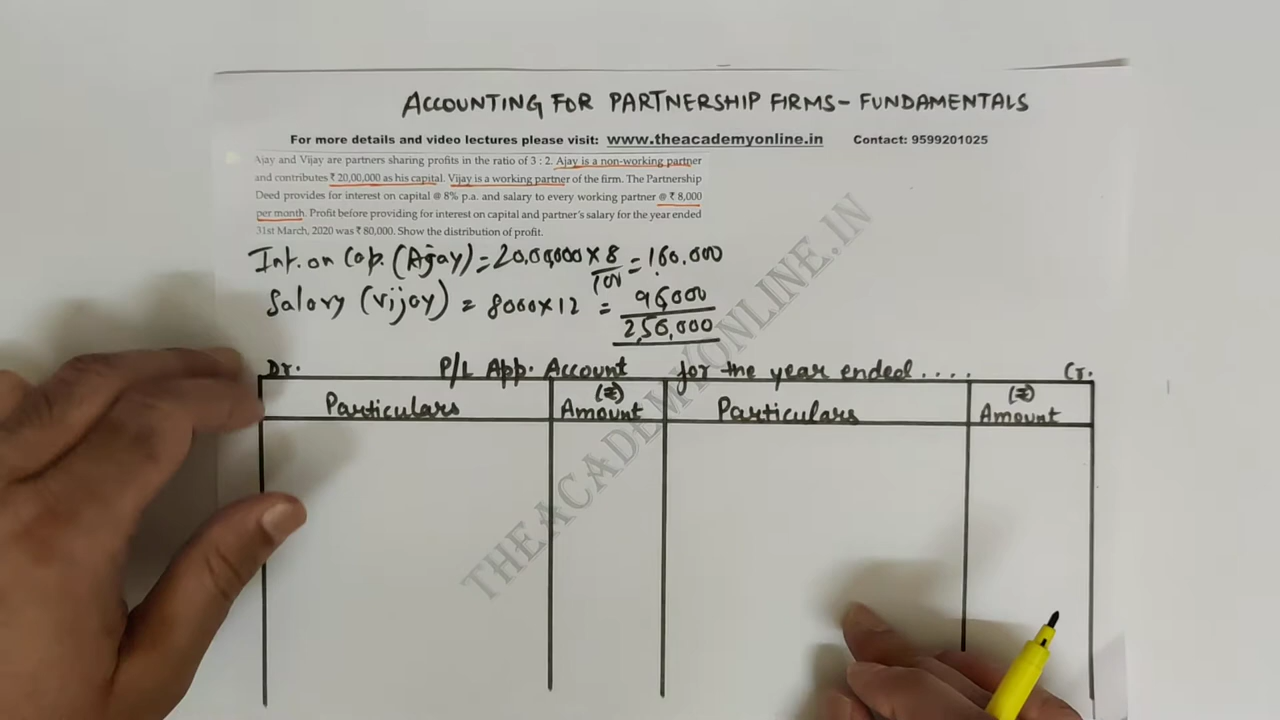 ACCOUNTING FOR PARTNERSHIP FIRMS - FUNDAMENTALS
For more details and video lectures please visit: www.theacademyonline.in Contact: 9599201025
Ajay and Vijay are partners sharing profits in the ratio of 3 : 2. Ajay is a non-working partner
and contributes ₹ 20,00,000 as his capital. Vijay is a working partner of the firm. The Partnership
Deed provides for interest on capital @ 8% p.a. and salary to every working partner @ ₹ 8,000
per month. Profit before providing for interest on capital and partner's salary for the year ended
31st March, 2020 was ₹ 80,000. Show the distribution of profit.
Int. on Cap. (Ajay) = 20,00,000 × 8/100 = 160,000
Salary (Vijay) = 8000×12 = 96,000
2,56,000
Dr. P/L App. Account for the year ended.... Cr.
Particulars (₹) Amount Particulars (₹) Amount
THEACADEMYONLINE.IN